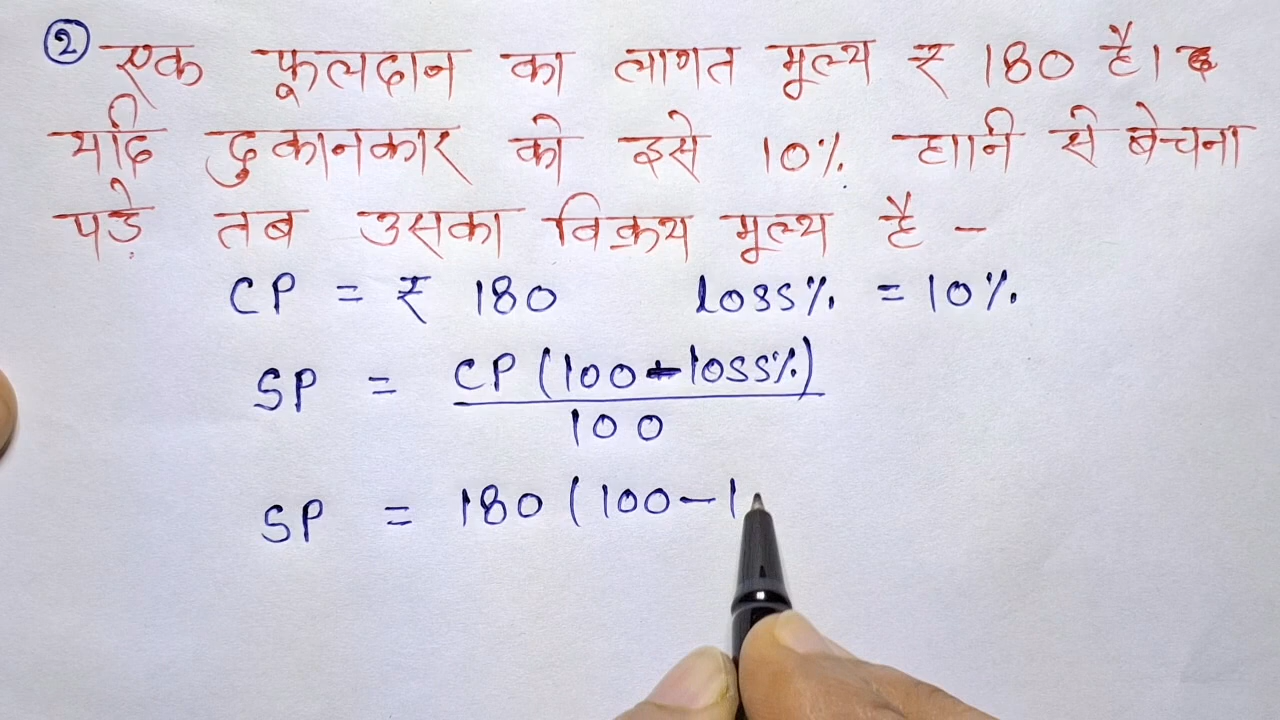 ② एक फूलदान का लागत मूल्य ₹ 180 है।
यदि दुकानकार को इसे 10% हानि से बेचना
पड़े तब उसका विक्रय मूल्य है -
CP = ₹ 180 loss% = 10%
SP = CP (100 - loss%)
100
SP = 180 ( 100 - 1